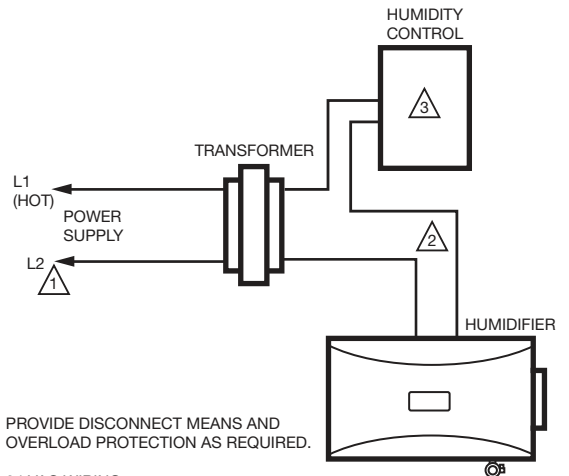 HUMIDITY
CONTROL
3
TRANSFORMER
L1
(HOT)
POWER
SUPPLY
L2
1
2
HUMIDIFIER
PROVIDE DISCONNECT MEANS AND
OVERLOAD PROTECTION AS REQUIRED.